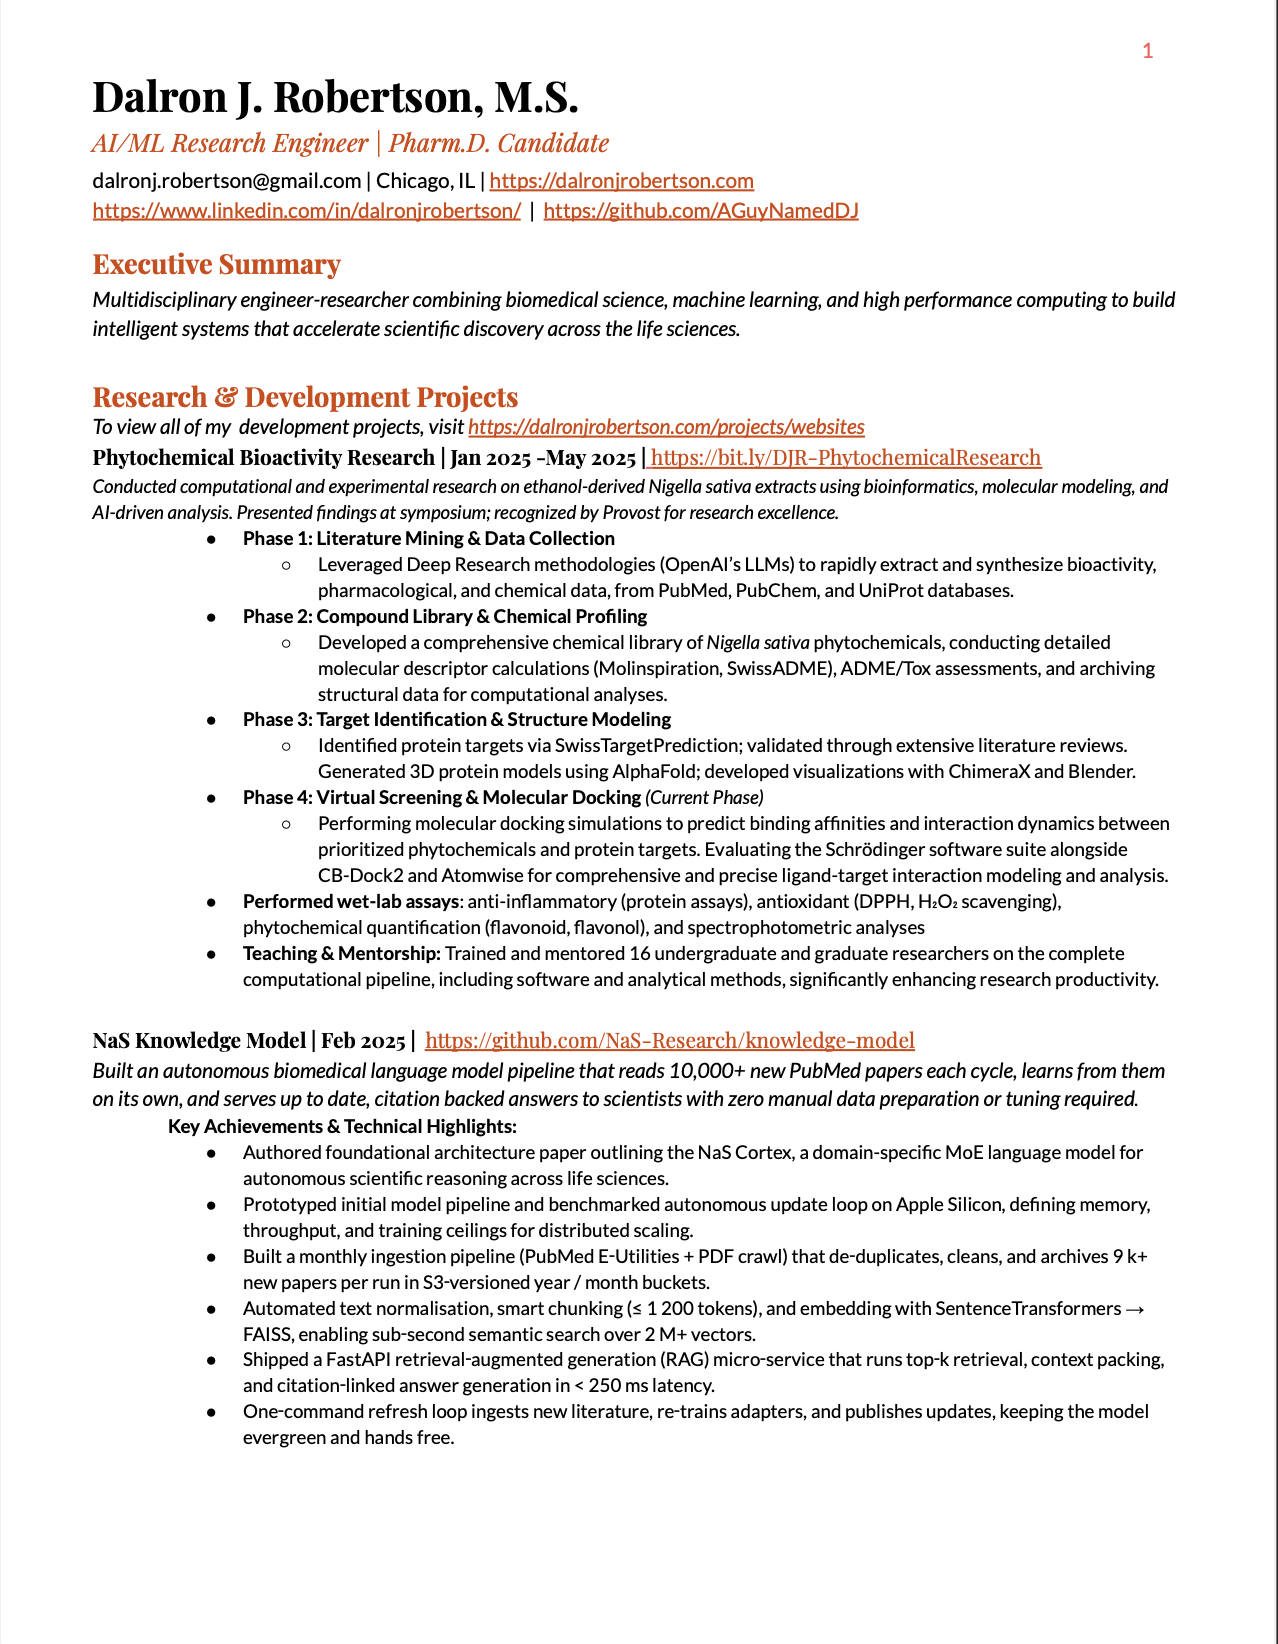 1
Dalron J. Robertson, M.S.
AI/ML Research Engineer | Pharm.D. Candidate
dalronj.robertson@gmail.com | Chicago, IL | https://dalronjrobertson.com
https://www.linkedin.com/in/dalronjrobertson/ | https://github.com/AGuyNamedDJ
Executive Summary
Multidisciplinary engineer-researcher combining biomedical science, machine learning, and high performance computing to build
intelligent systems that accelerate scientific discovery across the life sciences.
Research & Development Projects
To view all of my development projects, visit https://dalronjrobertson.com/projects/websites
Phytochemical Bioactivity Research | Jan 2025 -May 2025 | https://bit.ly/DJR-PhytochemicalResearch
Conducted computational and experimental research on ethanol-derived Nigella sativa extracts using bioinformatics, molecular modeling, and
AI-driven analysis. Presented findings at symposium; recognized by Provost for research excellence.
● Phase 1: Literature Mining & Data Collection
○ Leveraged Deep Research methodologies (OpenAI’s LLMs) to rapidly extract and synthesize bioactivity,
pharmacological, and chemical data, from PubMed, PubChem, and UniProt databases.
● Phase 2: Compound Library & Chemical Profiling
○ Developed a comprehensive chemical library of Nigella sativa phytochemicals, conducting detailed
molecular descriptor calculations (Molinspiration, SwissADME), ADME/Tox assessments, and archiving
structural data for computational analyses.
● Phase 3: Target Identification & Structure Modeling
○ Identified protein targets via SwissTargetPrediction; validated through extensive literature reviews.
Generated 3D protein models using AlphaFold; developed visualizations with ChimeraX and Blender.
● Phase 4: Virtual Screening & Molecular Docking (Current Phase)
○ Performing molecular docking simulations to predict binding affinities and interaction dynamics between
prioritized phytochemicals and protein targets. Evaluating the Schrödinger software suite alongside
CB-Dock2 and Atomwise for comprehensive and precise ligand-target interaction modeling and analysis.
● Performed wet-lab assays: anti-inflammatory (protein assays), antioxidant (DPPH, H₂O₂ scavenging),
phytochemical quantification (flavonoid, flavonol), and spectrophotometric analyses
● Teaching & Mentorship: Trained and mentored 16 undergraduate and graduate researchers on the complete
computational pipeline, including software and analytical methods, significantly enhancing research productivity.
NaS Knowledge Model | Feb 2025 | https://github.com/NaS-Research/knowledge-model
Built an autonomous biomedical language model pipeline that reads 10,000+ new PubMed papers each cycle, learns from them
on its own, and serves up to date, citation backed answers to scientists with zero manual data preparation or tuning required.
Key Achievements & Technical Highlights:
● Authored foundational architecture paper outlining the NaS Cortex, a domain-specific MoE language model for
autonomous scientific reasoning across life sciences.
● Prototyped initial model pipeline and benchmarked autonomous update loop on Apple Silicon, defining memory,
throughput, and training ceilings for distributed scaling.
● Built a monthly ingestion pipeline (PubMed E-Utilities + PDF crawl) that de-duplicates, cleans, and archives 9 k+
new papers per run in S3-versioned year / month buckets.
● Automated text normalisation, smart chunking (≤ 1 200 tokens), and embedding with SentenceTransformers →
FAISS, enabling sub-second semantic search over 2 M+ vectors.
● Shipped a FastAPI retrieval-augmented generation (RAG) micro-service that runs top-k retrieval, context packing,
and citation-linked answer generation in < 250 ms latency.
● One-command refresh loop ingests new literature, re-trains adapters, and publishes updates, keeping the model
evergreen and hands free.